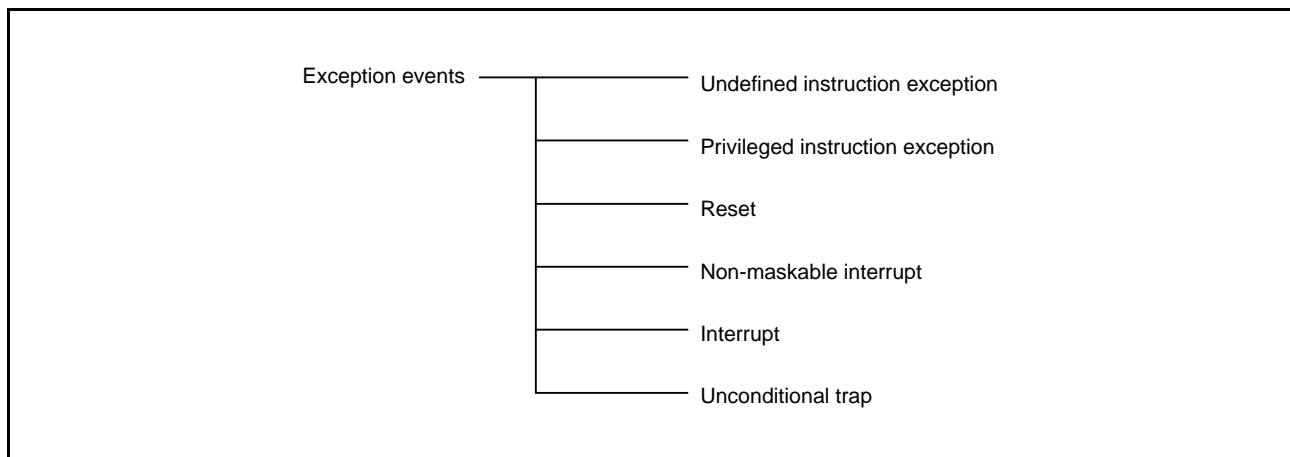 Exception events
Undefined instruction exception
Privileged instruction exception
Reset
Non-maskable interrupt
Interrupt
Unconditional trap